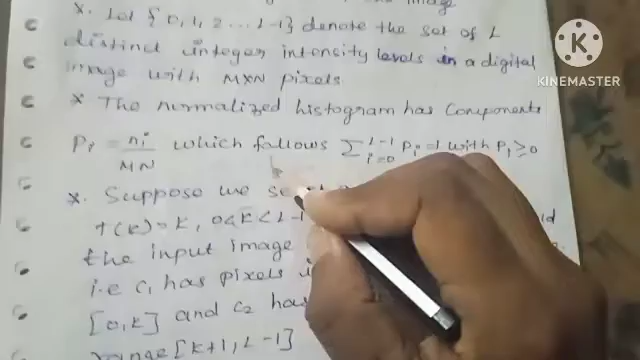 image
* Let {0,1,2 ... L-1} denote the set of L
distinct integer intensity levels in a digital
image with MXN pixels
* The normalized histogram has components
Pi = ni/MN which follows ∑ L-1 i=0 Pi = 1 with Pi ≥ 0
* Suppose we
T(K) = K, 0<K<L-1
the input image
i.e C1 has pixels
[0,K] and C2 has
range [K+1, L-1]
KINEMASTER